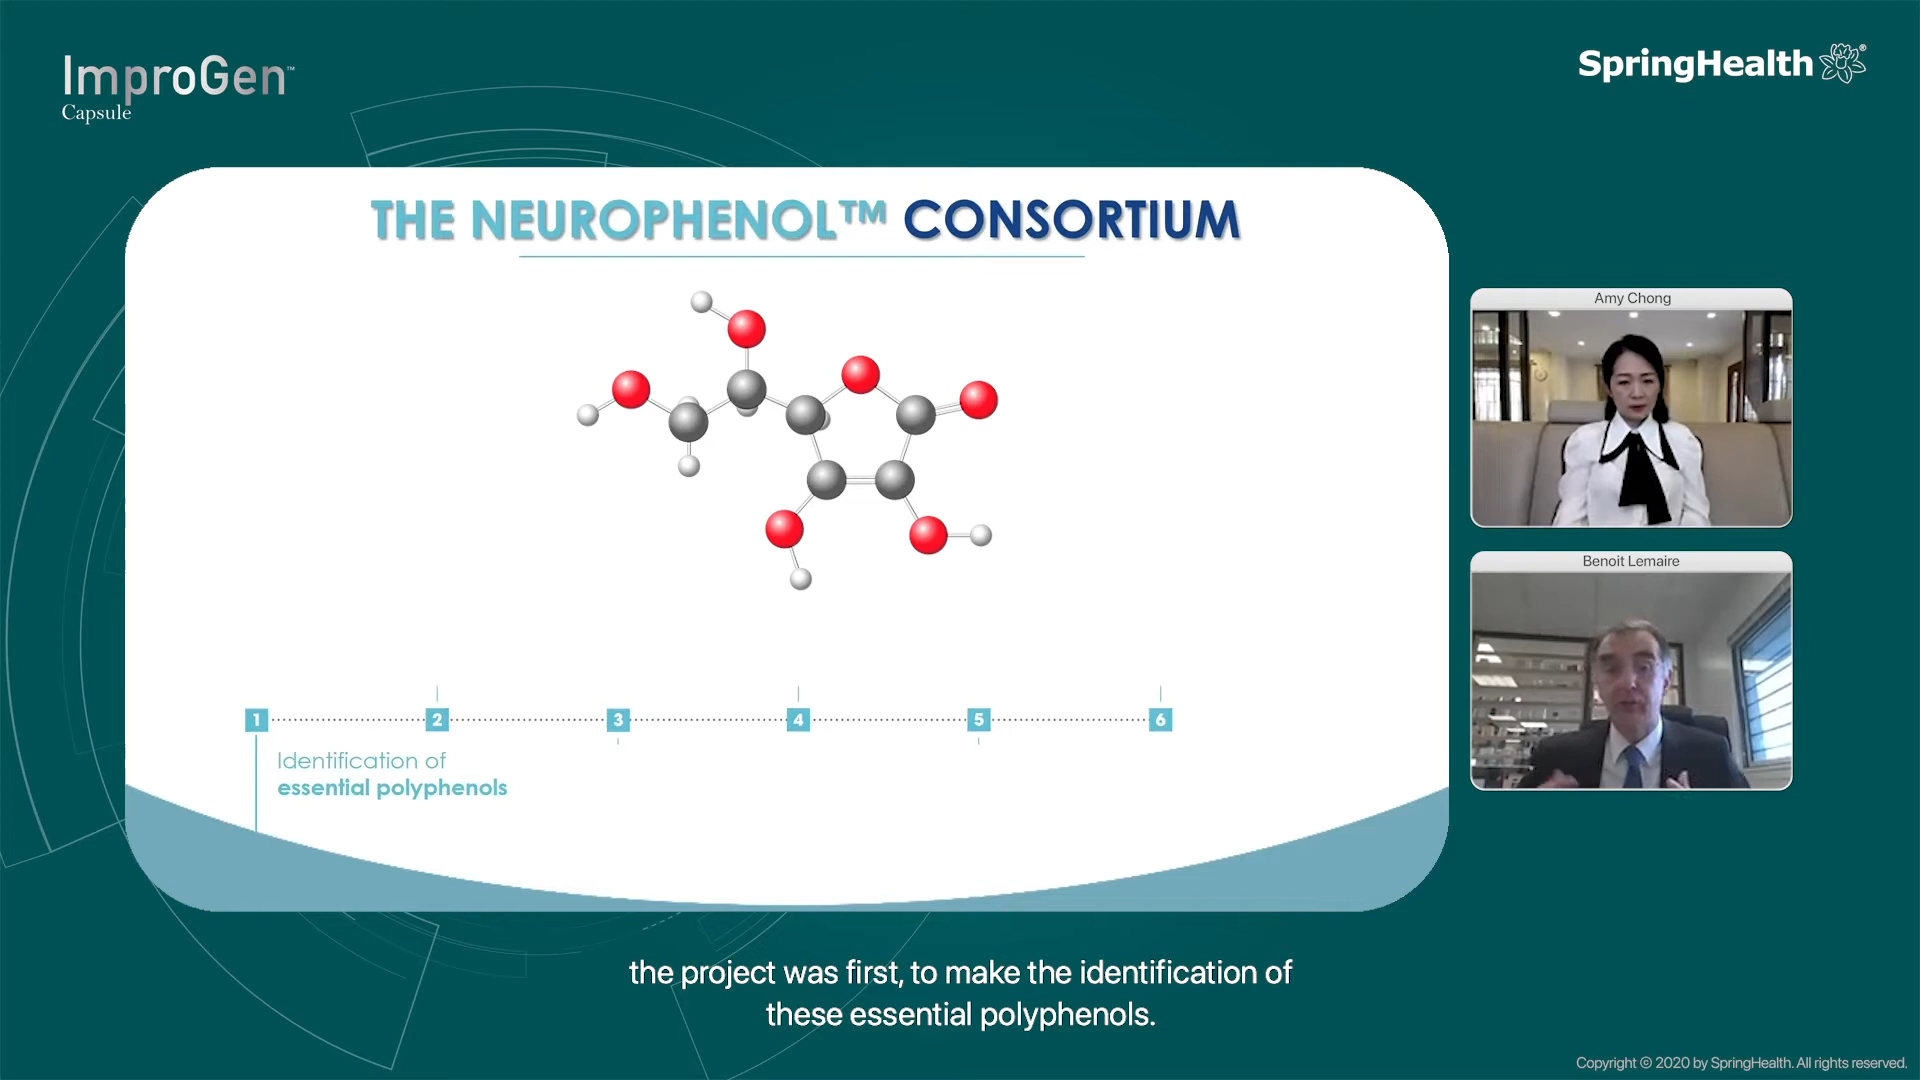 ImproGen™
Capsule
SpringHealth®
THE NEUROPHENOL™ CONSORTIUM
Amy Chong
Benoit Lemaire
1 2 3 4 5 6
Identification of
essential polyphenols
the project was first, to make the identification of
these essential polyphenols.
Copyright © 2020 by SpringHealth. All rights reserved.